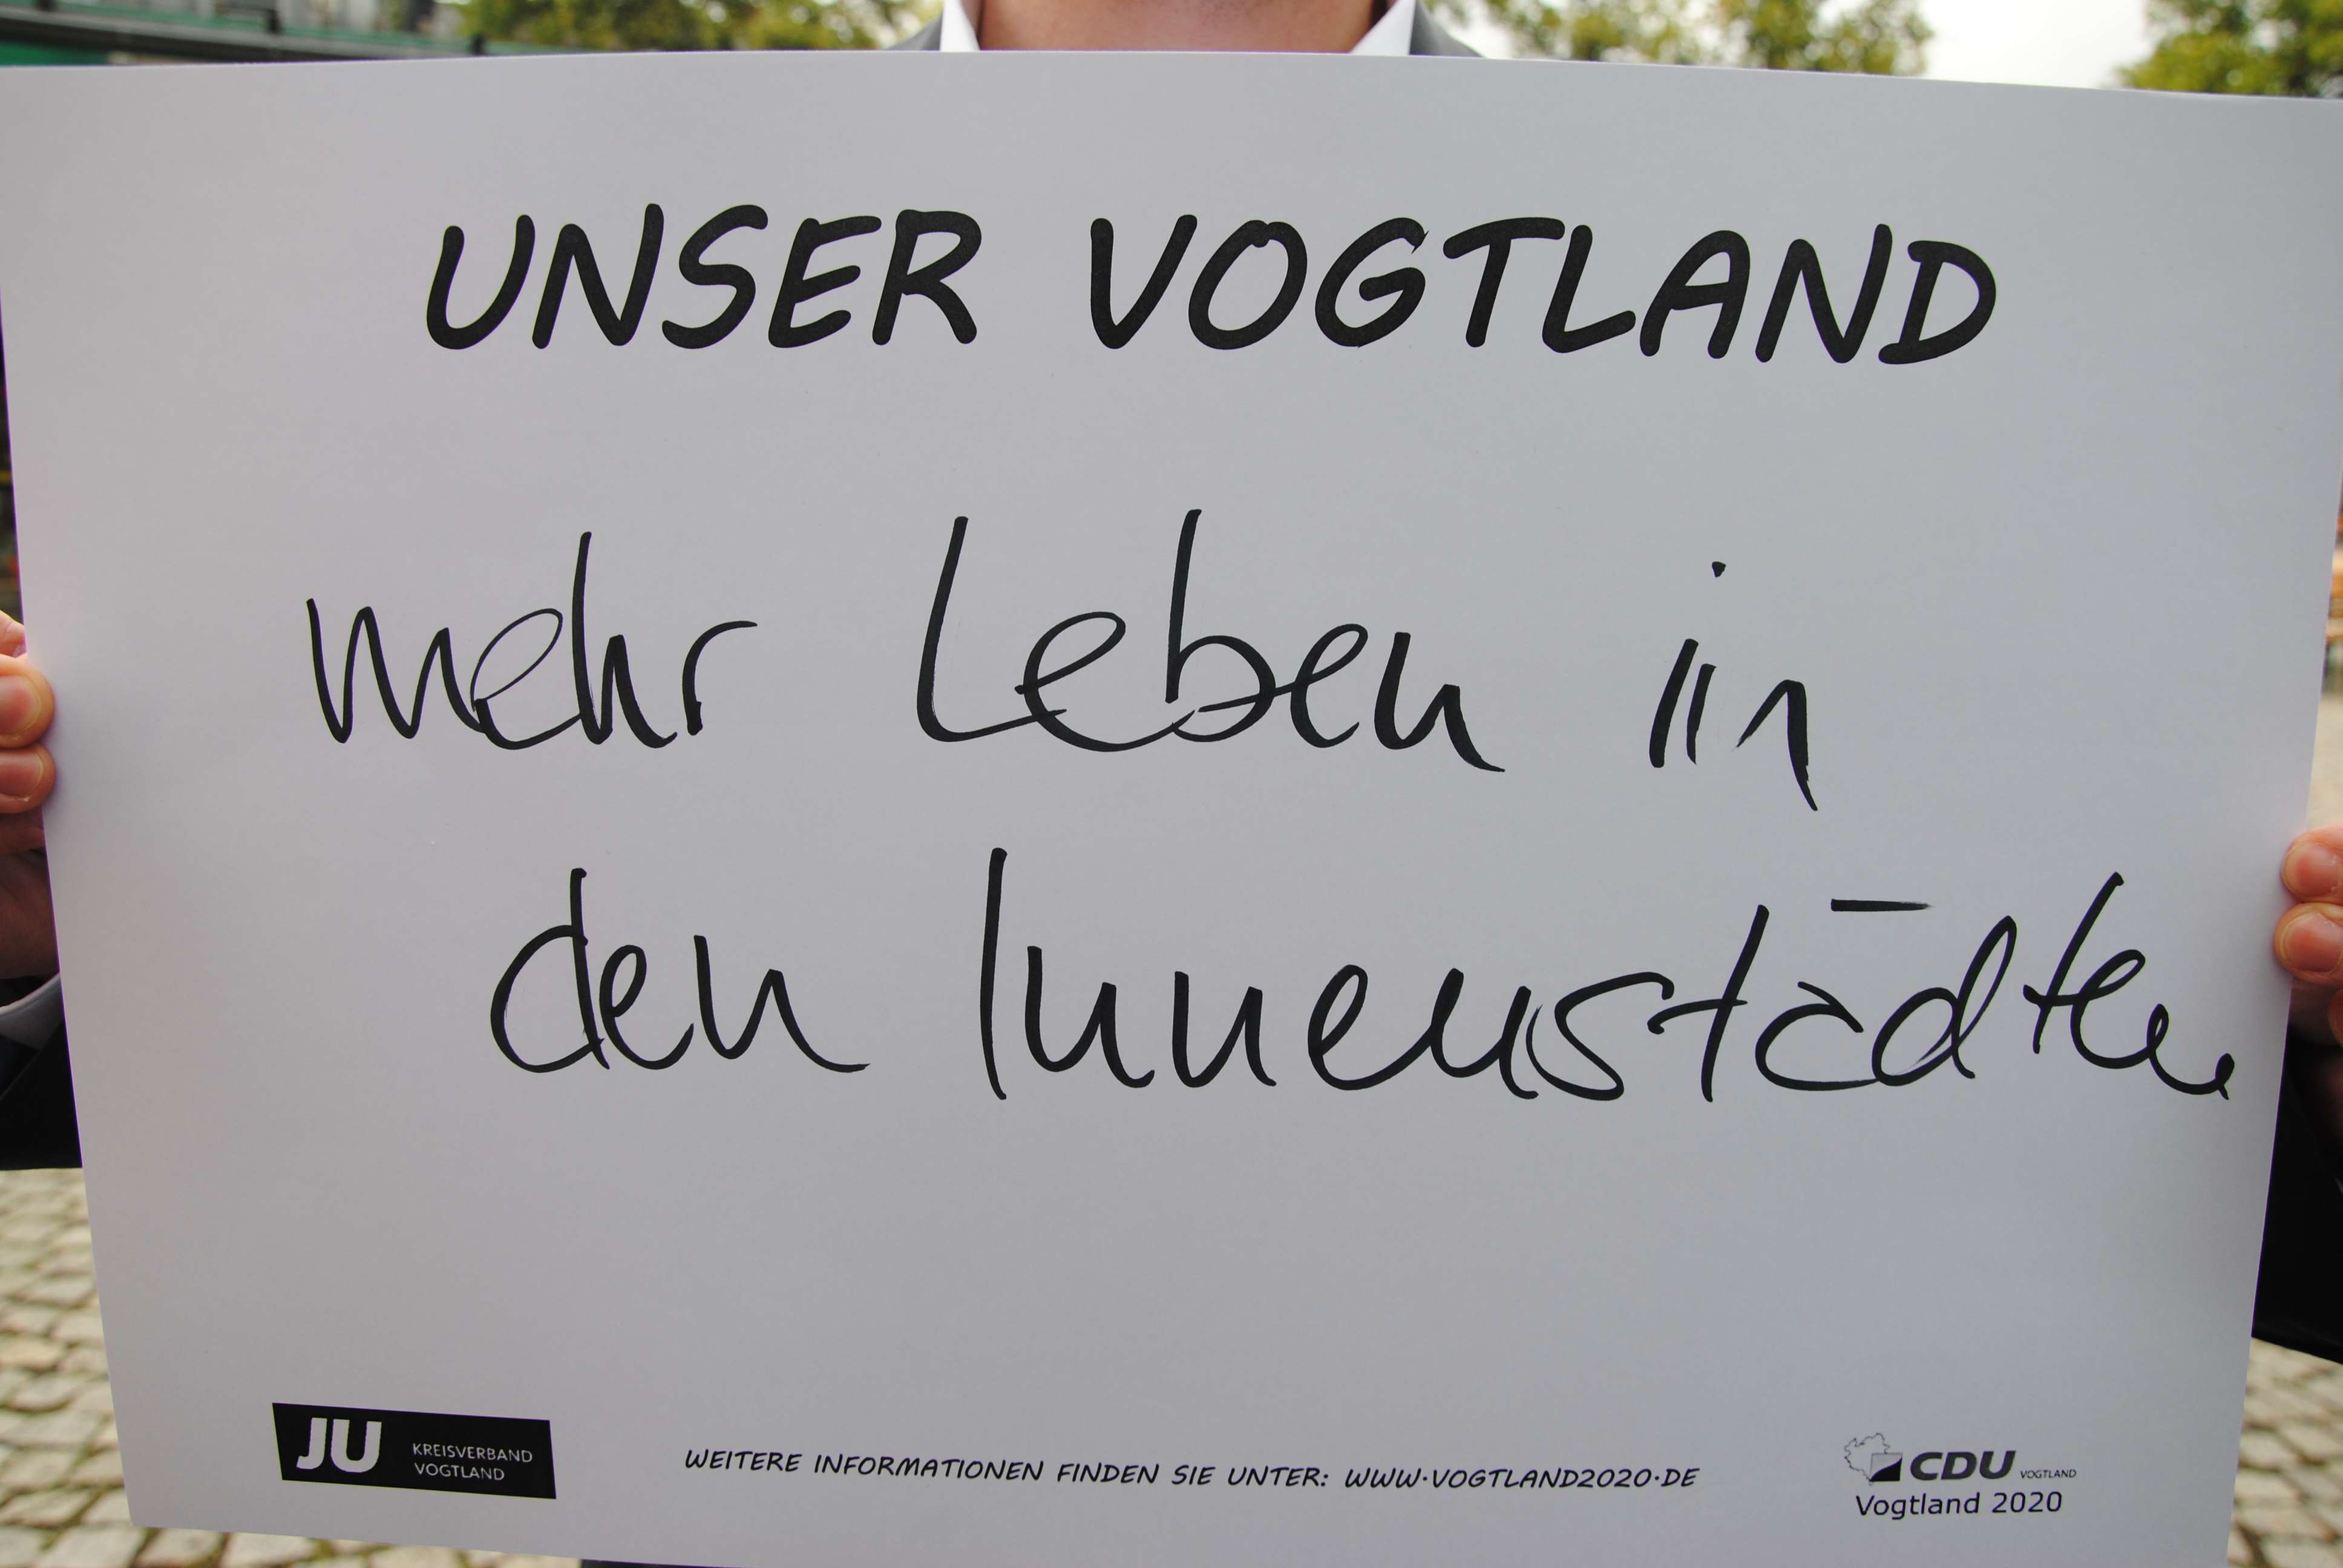 UNSER VOGTLAND
mehr Leben in
den Innenstädten
JU KREISVERBAND
VOGTLAND
WEITERE INFORMATIONEN FINDEN SIE UNTER: WWW.VOGTLAND2020.DE
CDU VOGTLAND
Vogtland 2020